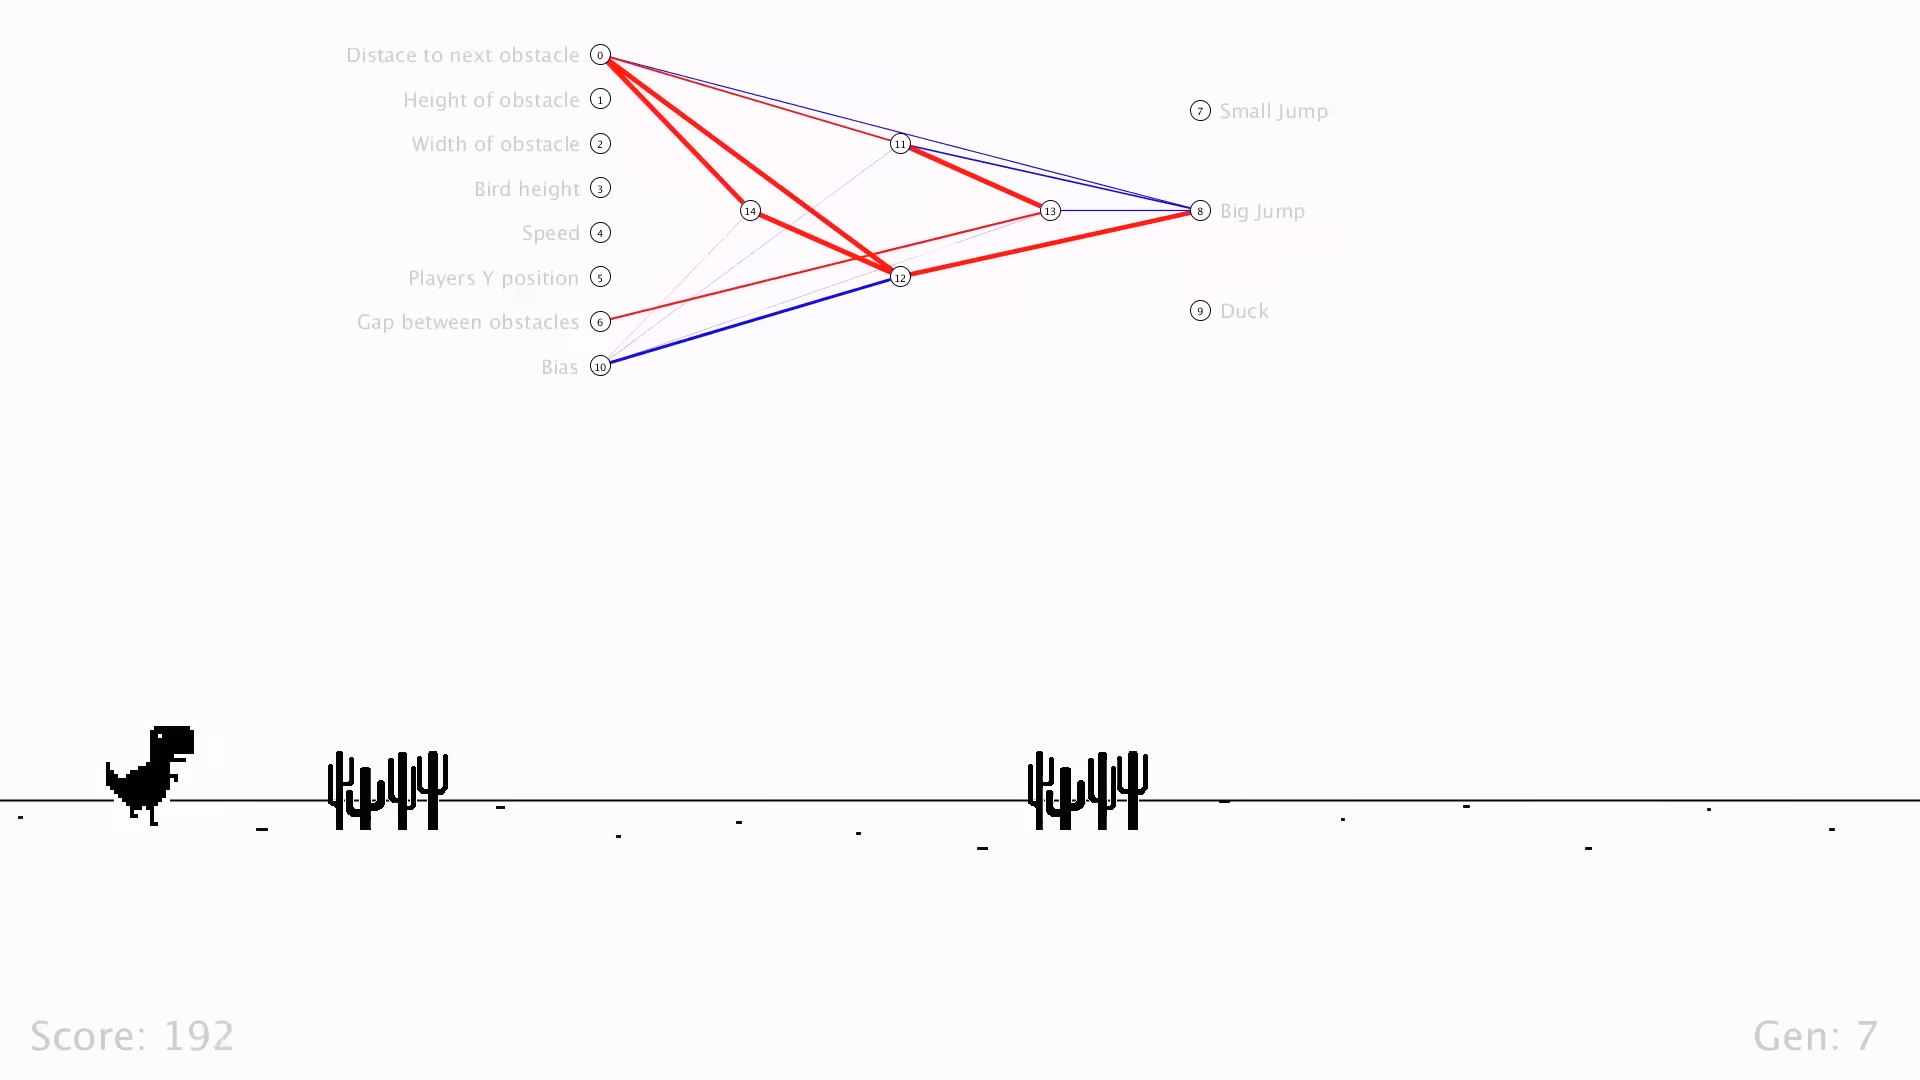 Distace to next obstacle 0
Height of obstacle 1
7 Small Jump
Width of obstacle 2
11
Bird height 3
14
13
8 Big Jump
Speed 4
Players Y position 5
12
9 Duck
Gap between obstacles 6
Bias 10
Score: 192
Gen: 7